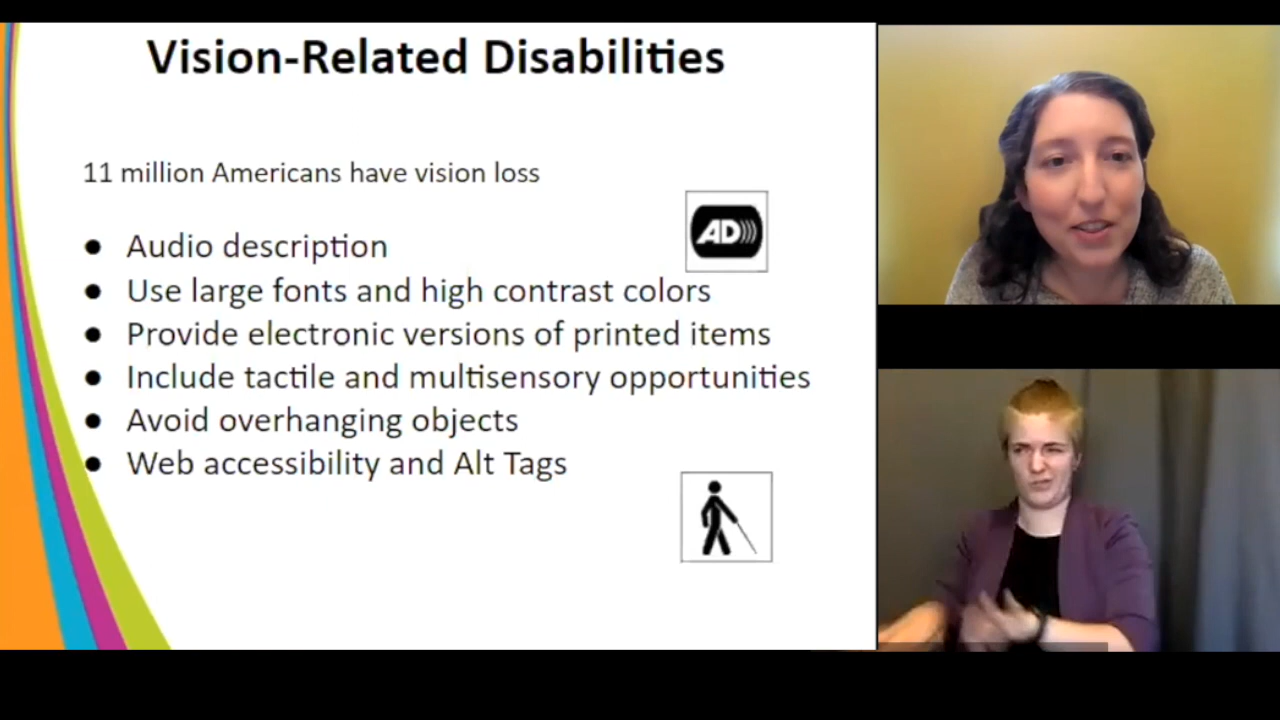 Vision-Related Disabilities
11 million Americans have vision loss
AD
● Audio description
● Use large fonts and high contrast colors
● Provide electronic versions of printed items
● Include tactile and multisensory opportunities
● Avoid overhanging objects
● Web accessibility and Alt Tags